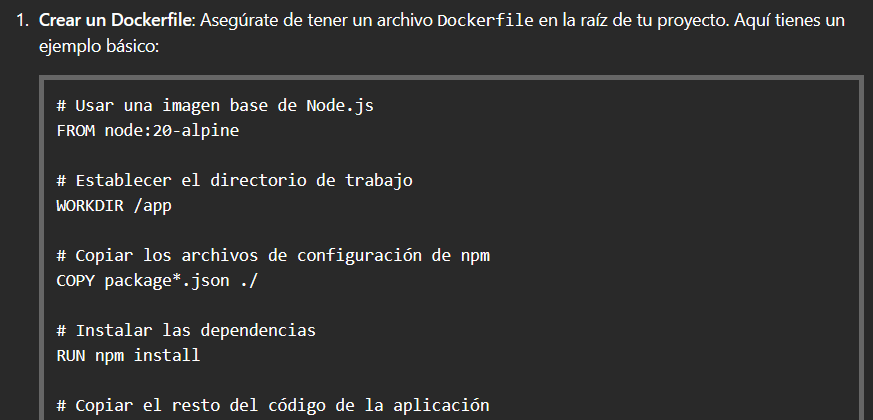 1. Crear un Dockerfile: Asegúrate de tener un archivo Dockerfile en la raíz de tu proyecto. Aquí tienes un
ejemplo básico:
# Usar una imagen base de Node.js
FROM node:20-alpine
# Establecer el directorio de trabajo
WORKDIR /app
# Copiar los archivos de configuración de npm
COPY package*.json ./
# Instalar las dependencias
RUN npm install
# Copiar el resto del código de la aplicación